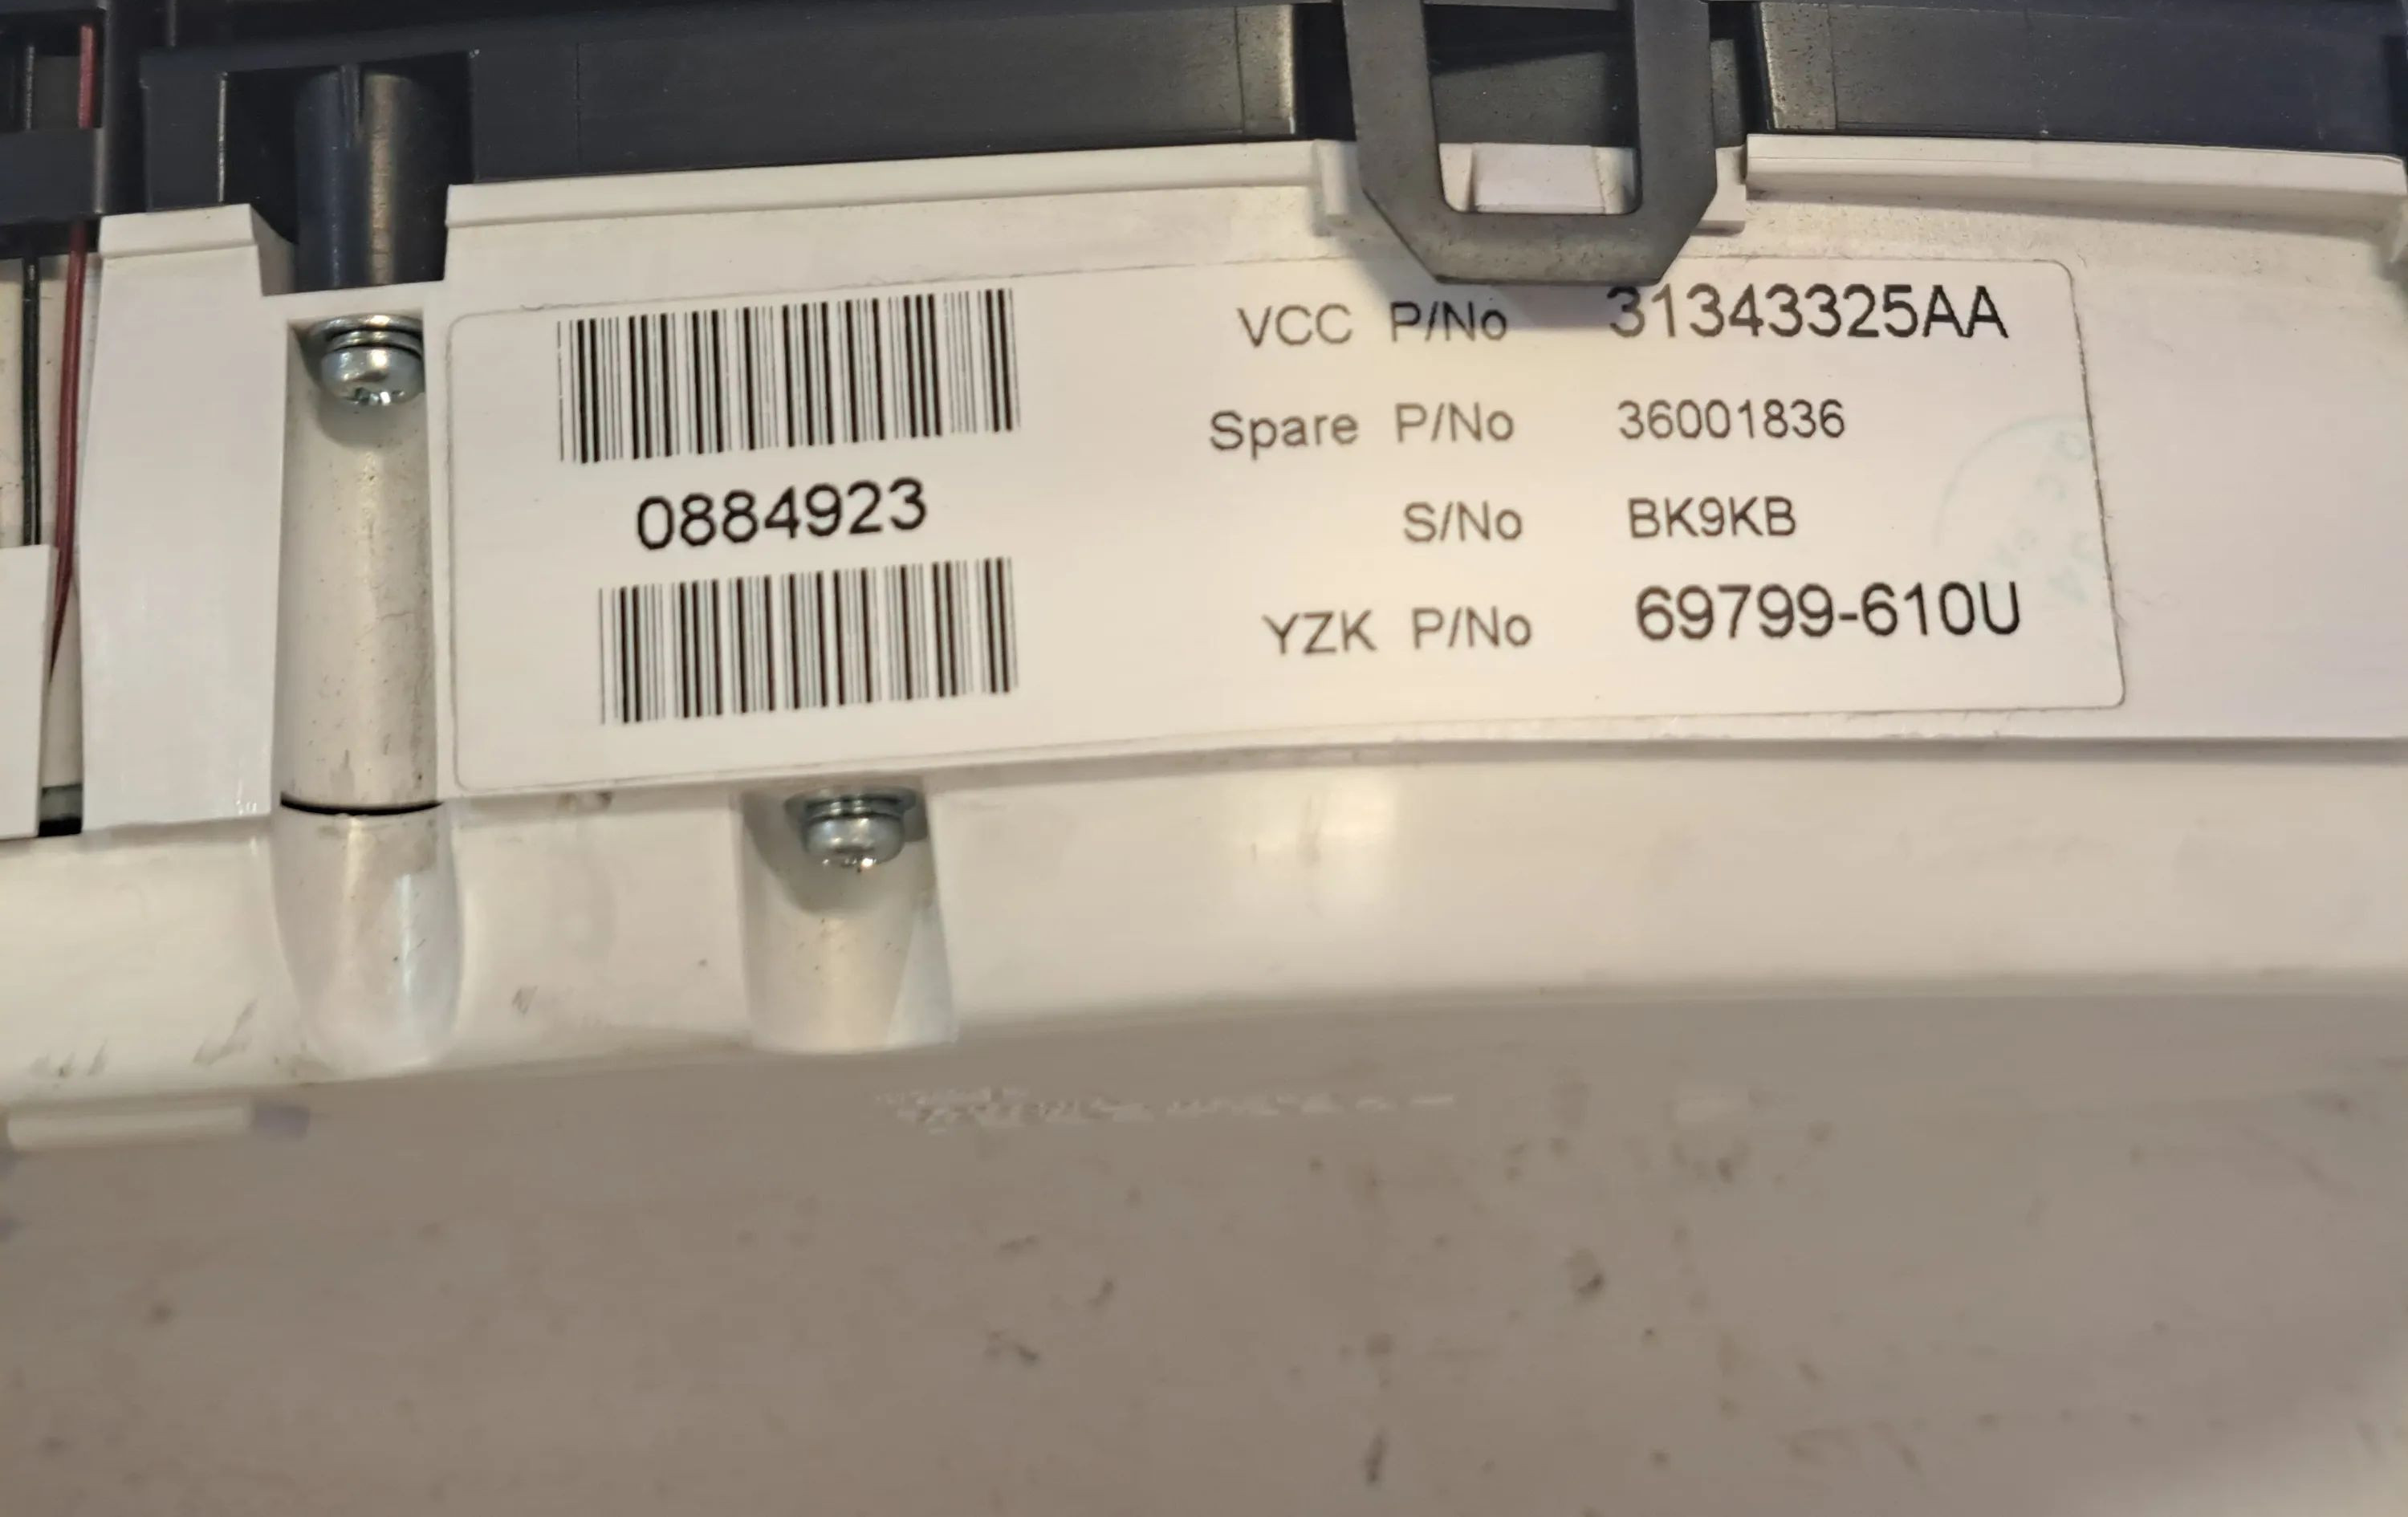 VCC P/No 31343325AA
Spare P/No 36001836
0884923
S/No BK9KB
YZK P/No 69799-610U